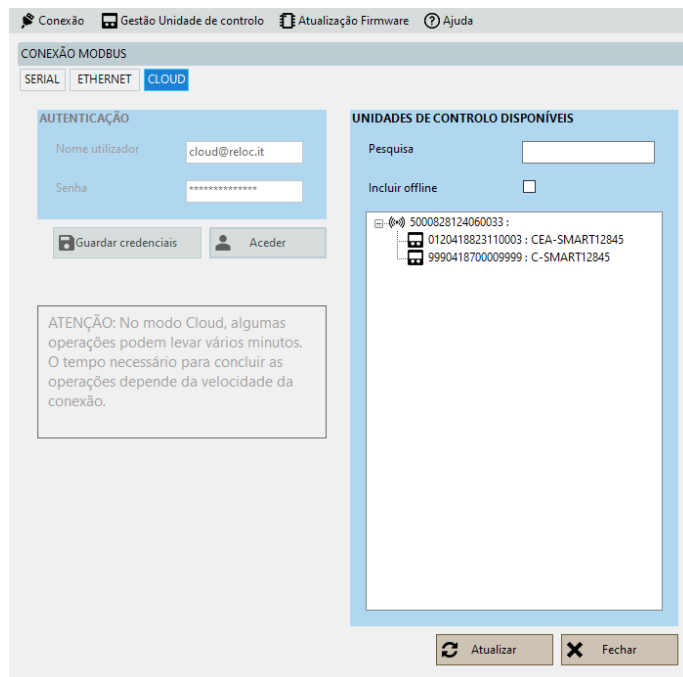 Conexão Gestão Unidade de controlo Atualização Firmware Ajuda
CONEXÃO MODBUS
SERIAL ETHERNET CLOUD
AUTENTICAÇÃO
Nome utilizador cloud@reloc.it
Senha **************
Guardar credenciais Aceder
ATENÇÃO: No modo Cloud, algumas
operações podem levar vários minutos.
O tempo necessário para concluir as
operações depende da velocidade da
conexão.
UNIDADES DE CONTROLO DISPONÍVEIS
Pesquisa
Incluir offline
5000828124060033 :
0120418823110003 : CEA-SMART12845
9990418700009999 : C-SMART12845
Atualizar Fechar